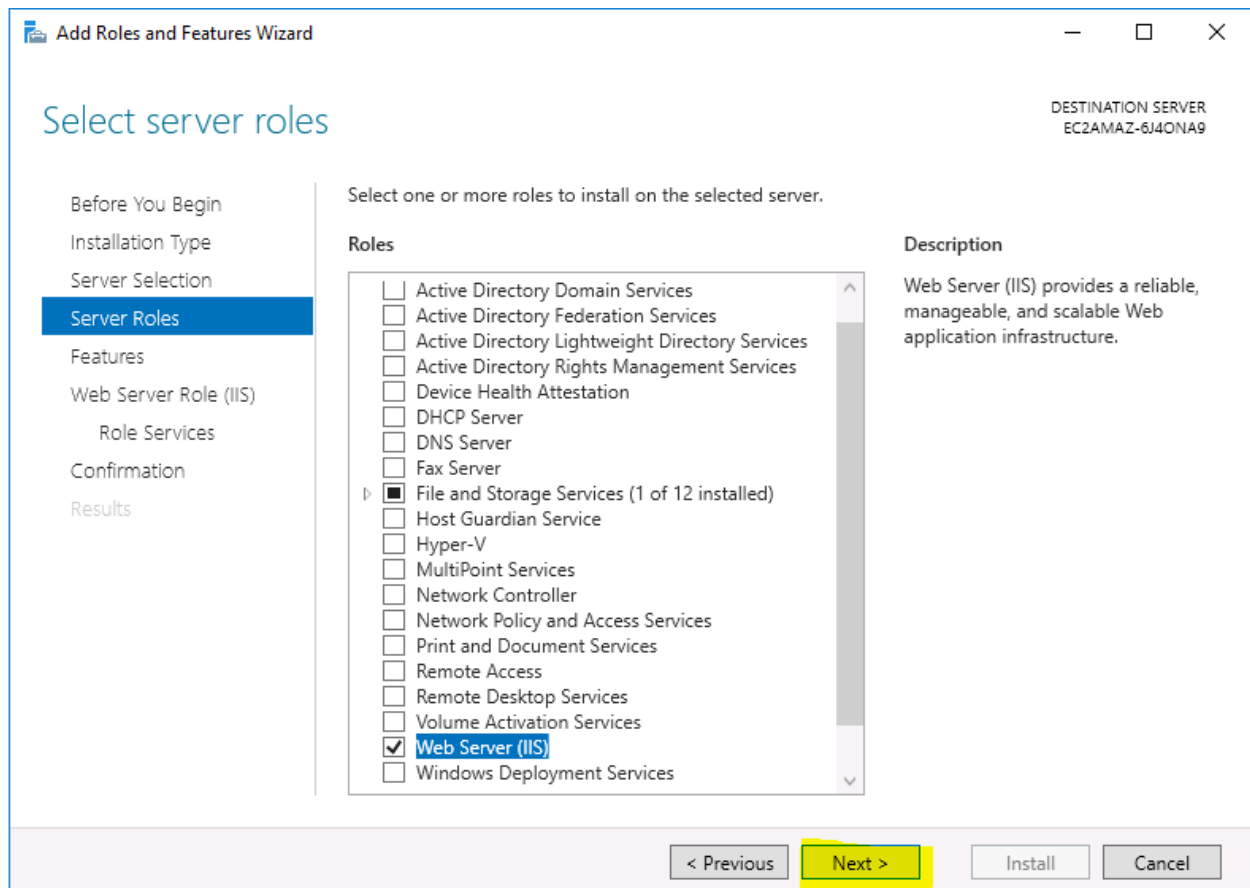 Add Roles and Features Wizard
Select server roles
DESTINATION SERVER
EC2AMAZ-6J4ONA9
Before You Begin
Installation Type
Server Selection
Server Roles
Features
Web Server Role (IIS)
Role Services
Confirmation
Results
Select one or more roles to install on the selected server.
Roles
Active Directory Domain Services
Active Directory Federation Services
Active Directory Lightweight Directory Services
Active Directory Rights Management Services
Device Health Attestation
DHCP Server
DNS Server
Fax Server
File and Storage Services (1 of 12 installed)
Host Guardian Service
Hyper-V
MultiPoint Services
Network Controller
Network Policy and Access Services
Print and Document Services
Remote Access
Remote Desktop Services
Volume Activation Services
Web Server (IIS)
Windows Deployment Services
Description
Web Server (IIS) provides a reliable,
manageable, and scalable Web
application infrastructure.
< Previous
Next >
Install
Cancel